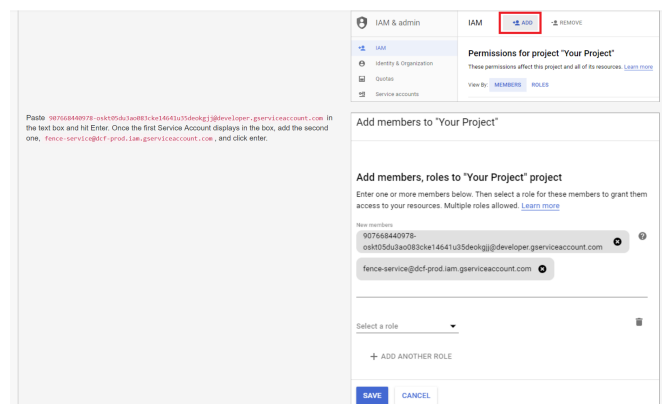 IAM & admin
IAM
+ ADD
- REMOVE
IAM
Identity & Organization
Quotas
Service accounts
Permissions for project "Your Project"
These permissions affect this project and all of its resources. Learn more
View By: MEMBERS ROLES
Paste 907668440978-oskt05du3ao083cke14641u35deokgjj@developer.gserviceaccount.com in
the text box and hit Enter. Once the first Service Account displays in the box, add the second
one, fence-service@dcf-prod.iam.gserviceaccount.com , and click enter.
Add members to "Your Project"
Add members, roles to "Your Project" project
Enter one or more members below. Then select a role for these members to grant them
access to your resources. Multiple roles allowed. Learn more
New members
907668440978-
oskt05du3ao083cke14641u35deokgjj@developer.gserviceaccount.com
fence-service@dcf-prod.iam.gserviceaccount.com
Select a role
+ ADD ANOTHER ROLE
SAVE CANCEL